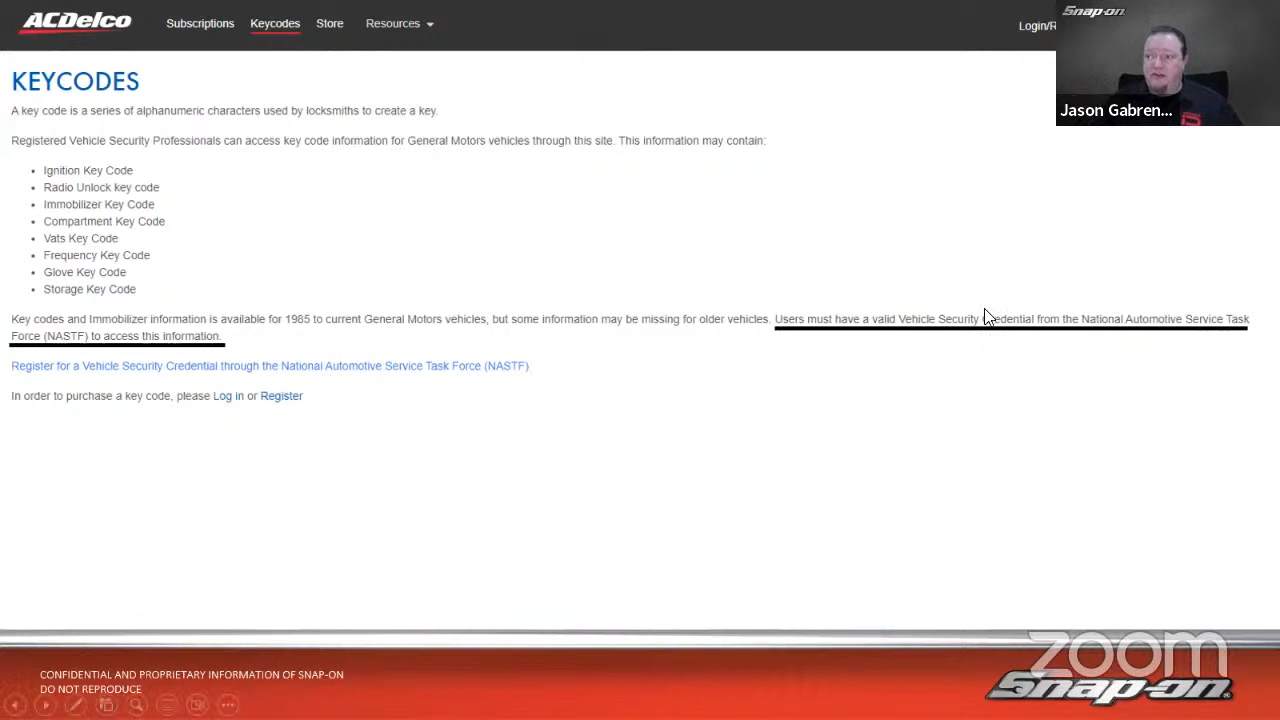 ACDelco
Subscriptions Keycodes Store Resources
Login/R
Snap-on
Jason Gabren...
KEYCODES
A key code is a series of alphanumeric characters used by locksmiths to create a key.
Registered Vehicle Security Professionals can access key code information for General Motors vehicles through this site. This information may contain:
• Ignition Key Code
• Radio Unlock key code
• Immobilizer Key Code
• Compartment Key Code
• Vats Key Code
• Frequency Key Code
• Glove Key Code
• Storage Key Code
Key codes and Immobilizer information is available for 1985 to current General Motors vehicles, but some information may be missing for older vehicles. Users must have a valid Vehicle Security Credential from the National Automotive Service Task
Force (NASTF) to access this information.
Register for a Vehicle Security Credential through the National Automotive Service Task Force (NASTF)
In order to purchase a key code, please Log in or Register
CONFIDENTIAL AND PROPRIETARY INFORMATION OF SNAP-ON
DO NOT REPRODUCE
zoom
Snap-on